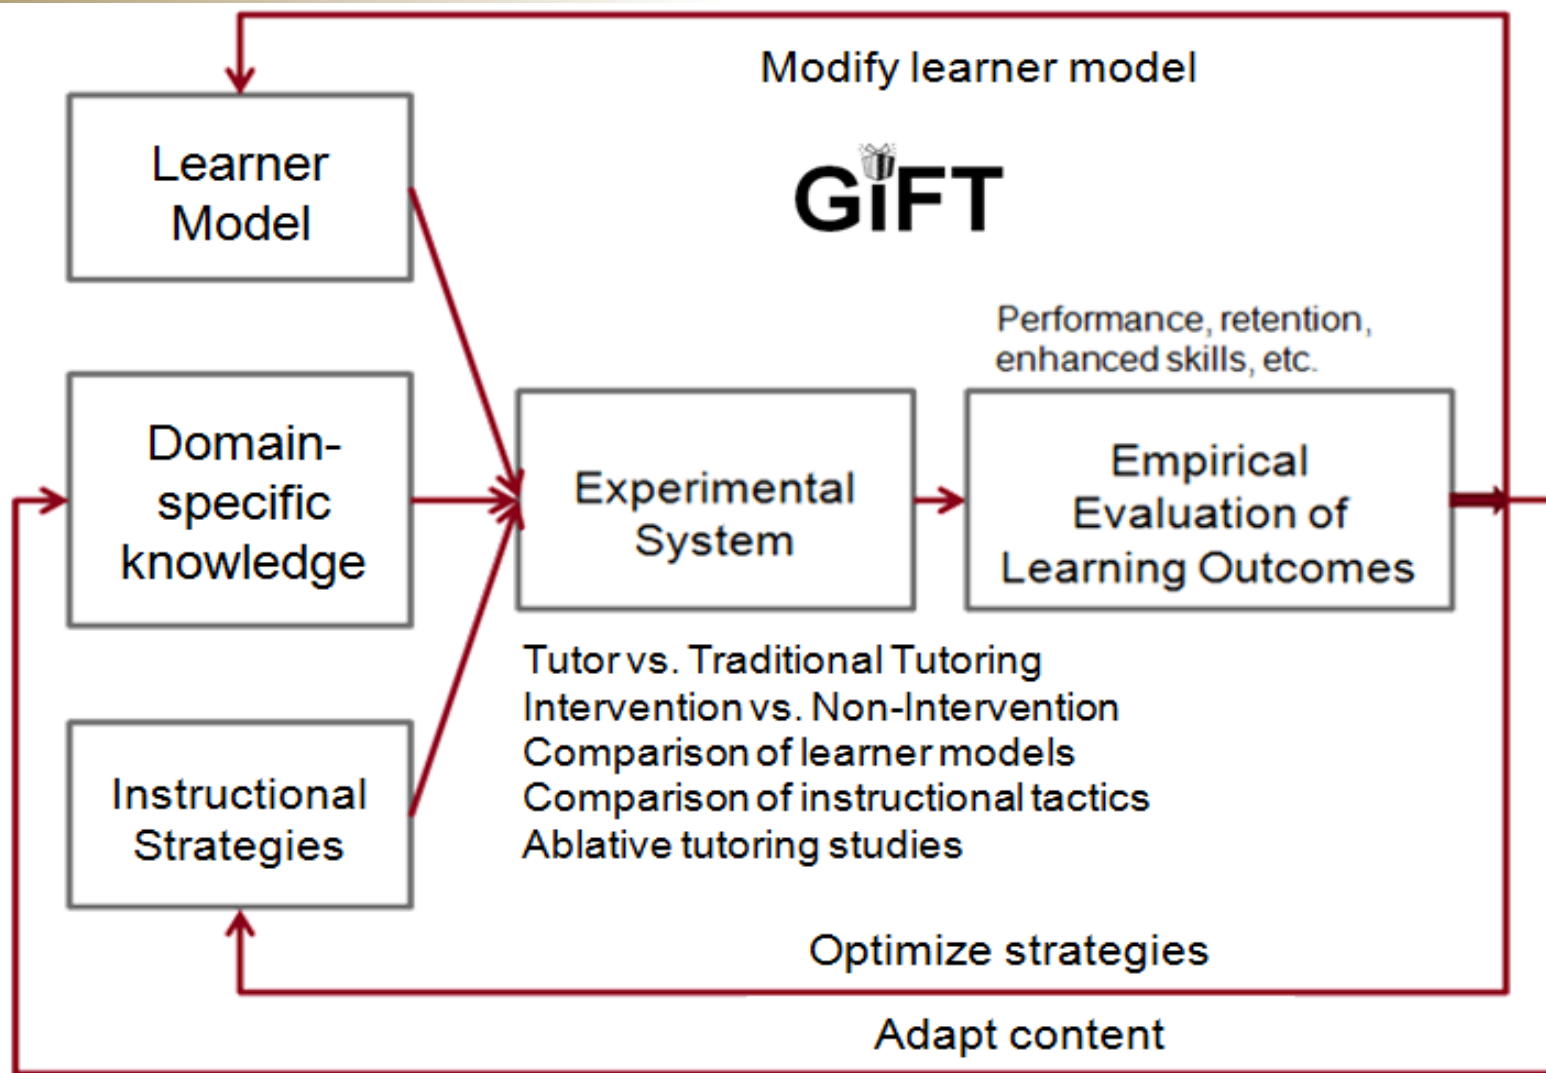 Modify learner model
Learner
Model
GiFT
Performance, retention,
enhanced skills, etc.
Domain-
specific
knowledge
Experimental
System
Empirical
Evaluation of
Learning Outcomes
Tutor vs. Traditional Tutoring
Intervention vs. Non-Intervention
Comparison of learner models
Comparison of instructional tactics
Ablative tutoring studies
Instructional
Strategies
Optimize strategies
Adapt content